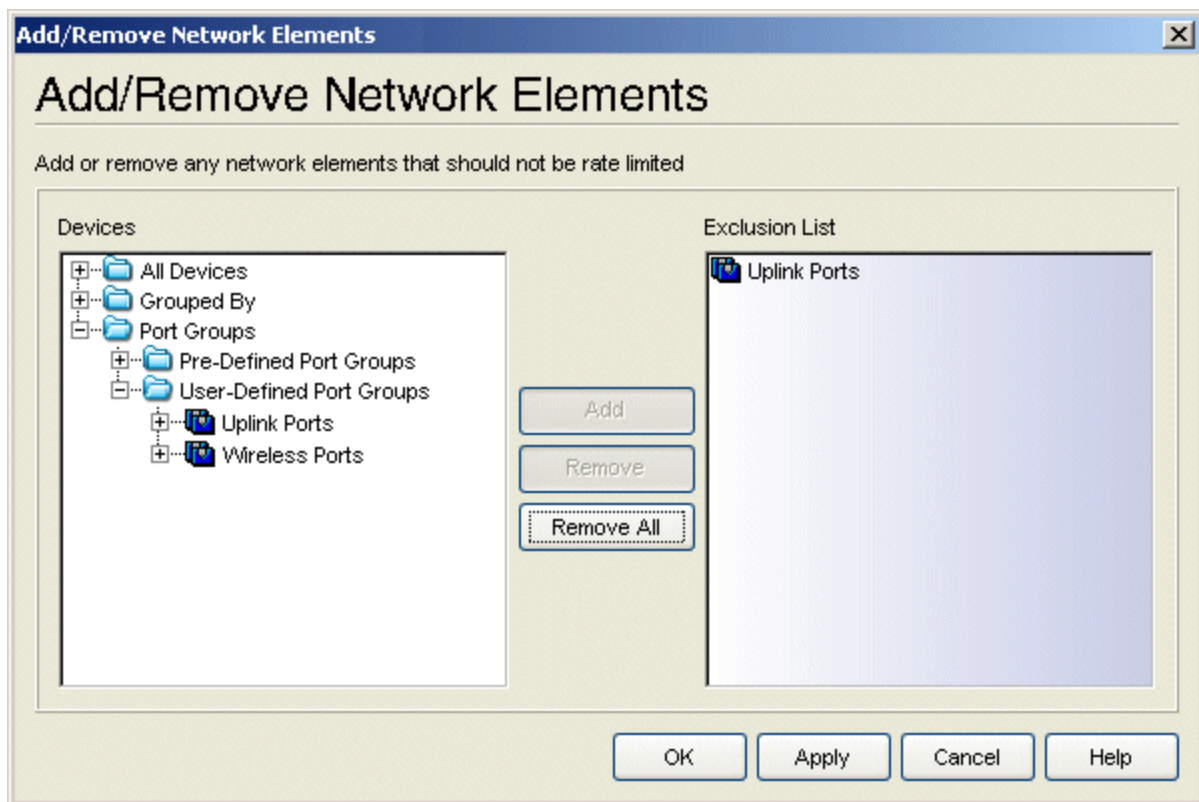 Add/Remove Network Elements
Add/Remove Network Elements
Add or remove any network elements that should not be rate limited
Devices
All Devices
Grouped By
Port Groups
Pre-Defined Port Groups
User-Defined Port Groups
Uplink Ports
Wireless Ports
Add
Remove
Remove All
Exclusion List
Uplink Ports
OK
Apply
Cancel
Help